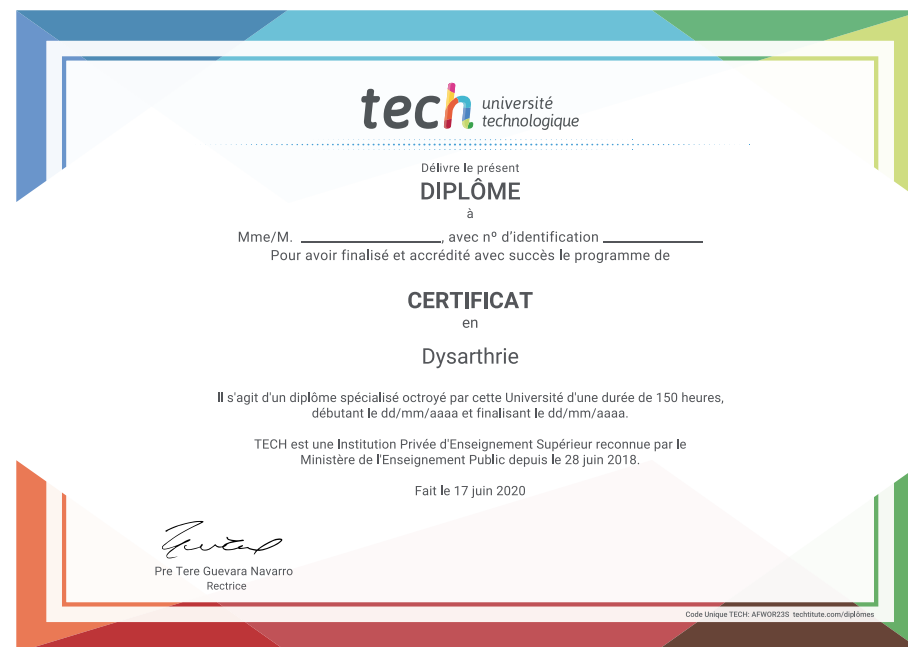 tech université
technologique
Délivre le présent
DIPLÔME
à
Mme/M. ____________________, avec nº d'identification ______________
Pour avoir finalisé et accrédité avec succès le programme de
CERTIFICAT
en
Dysarthrie
Il s'agit d'un diplôme spécialisé octroyé par cette Université d'une durée de 150 heures,
débutant le dd/mm/aaaa et finalisant le dd/mm/aaaa.
TECH est une Institution Privée d'Enseignement Supérieur reconnue par le
Ministère de l'Enseignement Public depuis le 28 juin 2018.
Fait le 17 juin 2020
Pre Tere Guevara Navarro
Rectrice
Code Unique TECH: AFWOR23S techtitute.com/diplômes